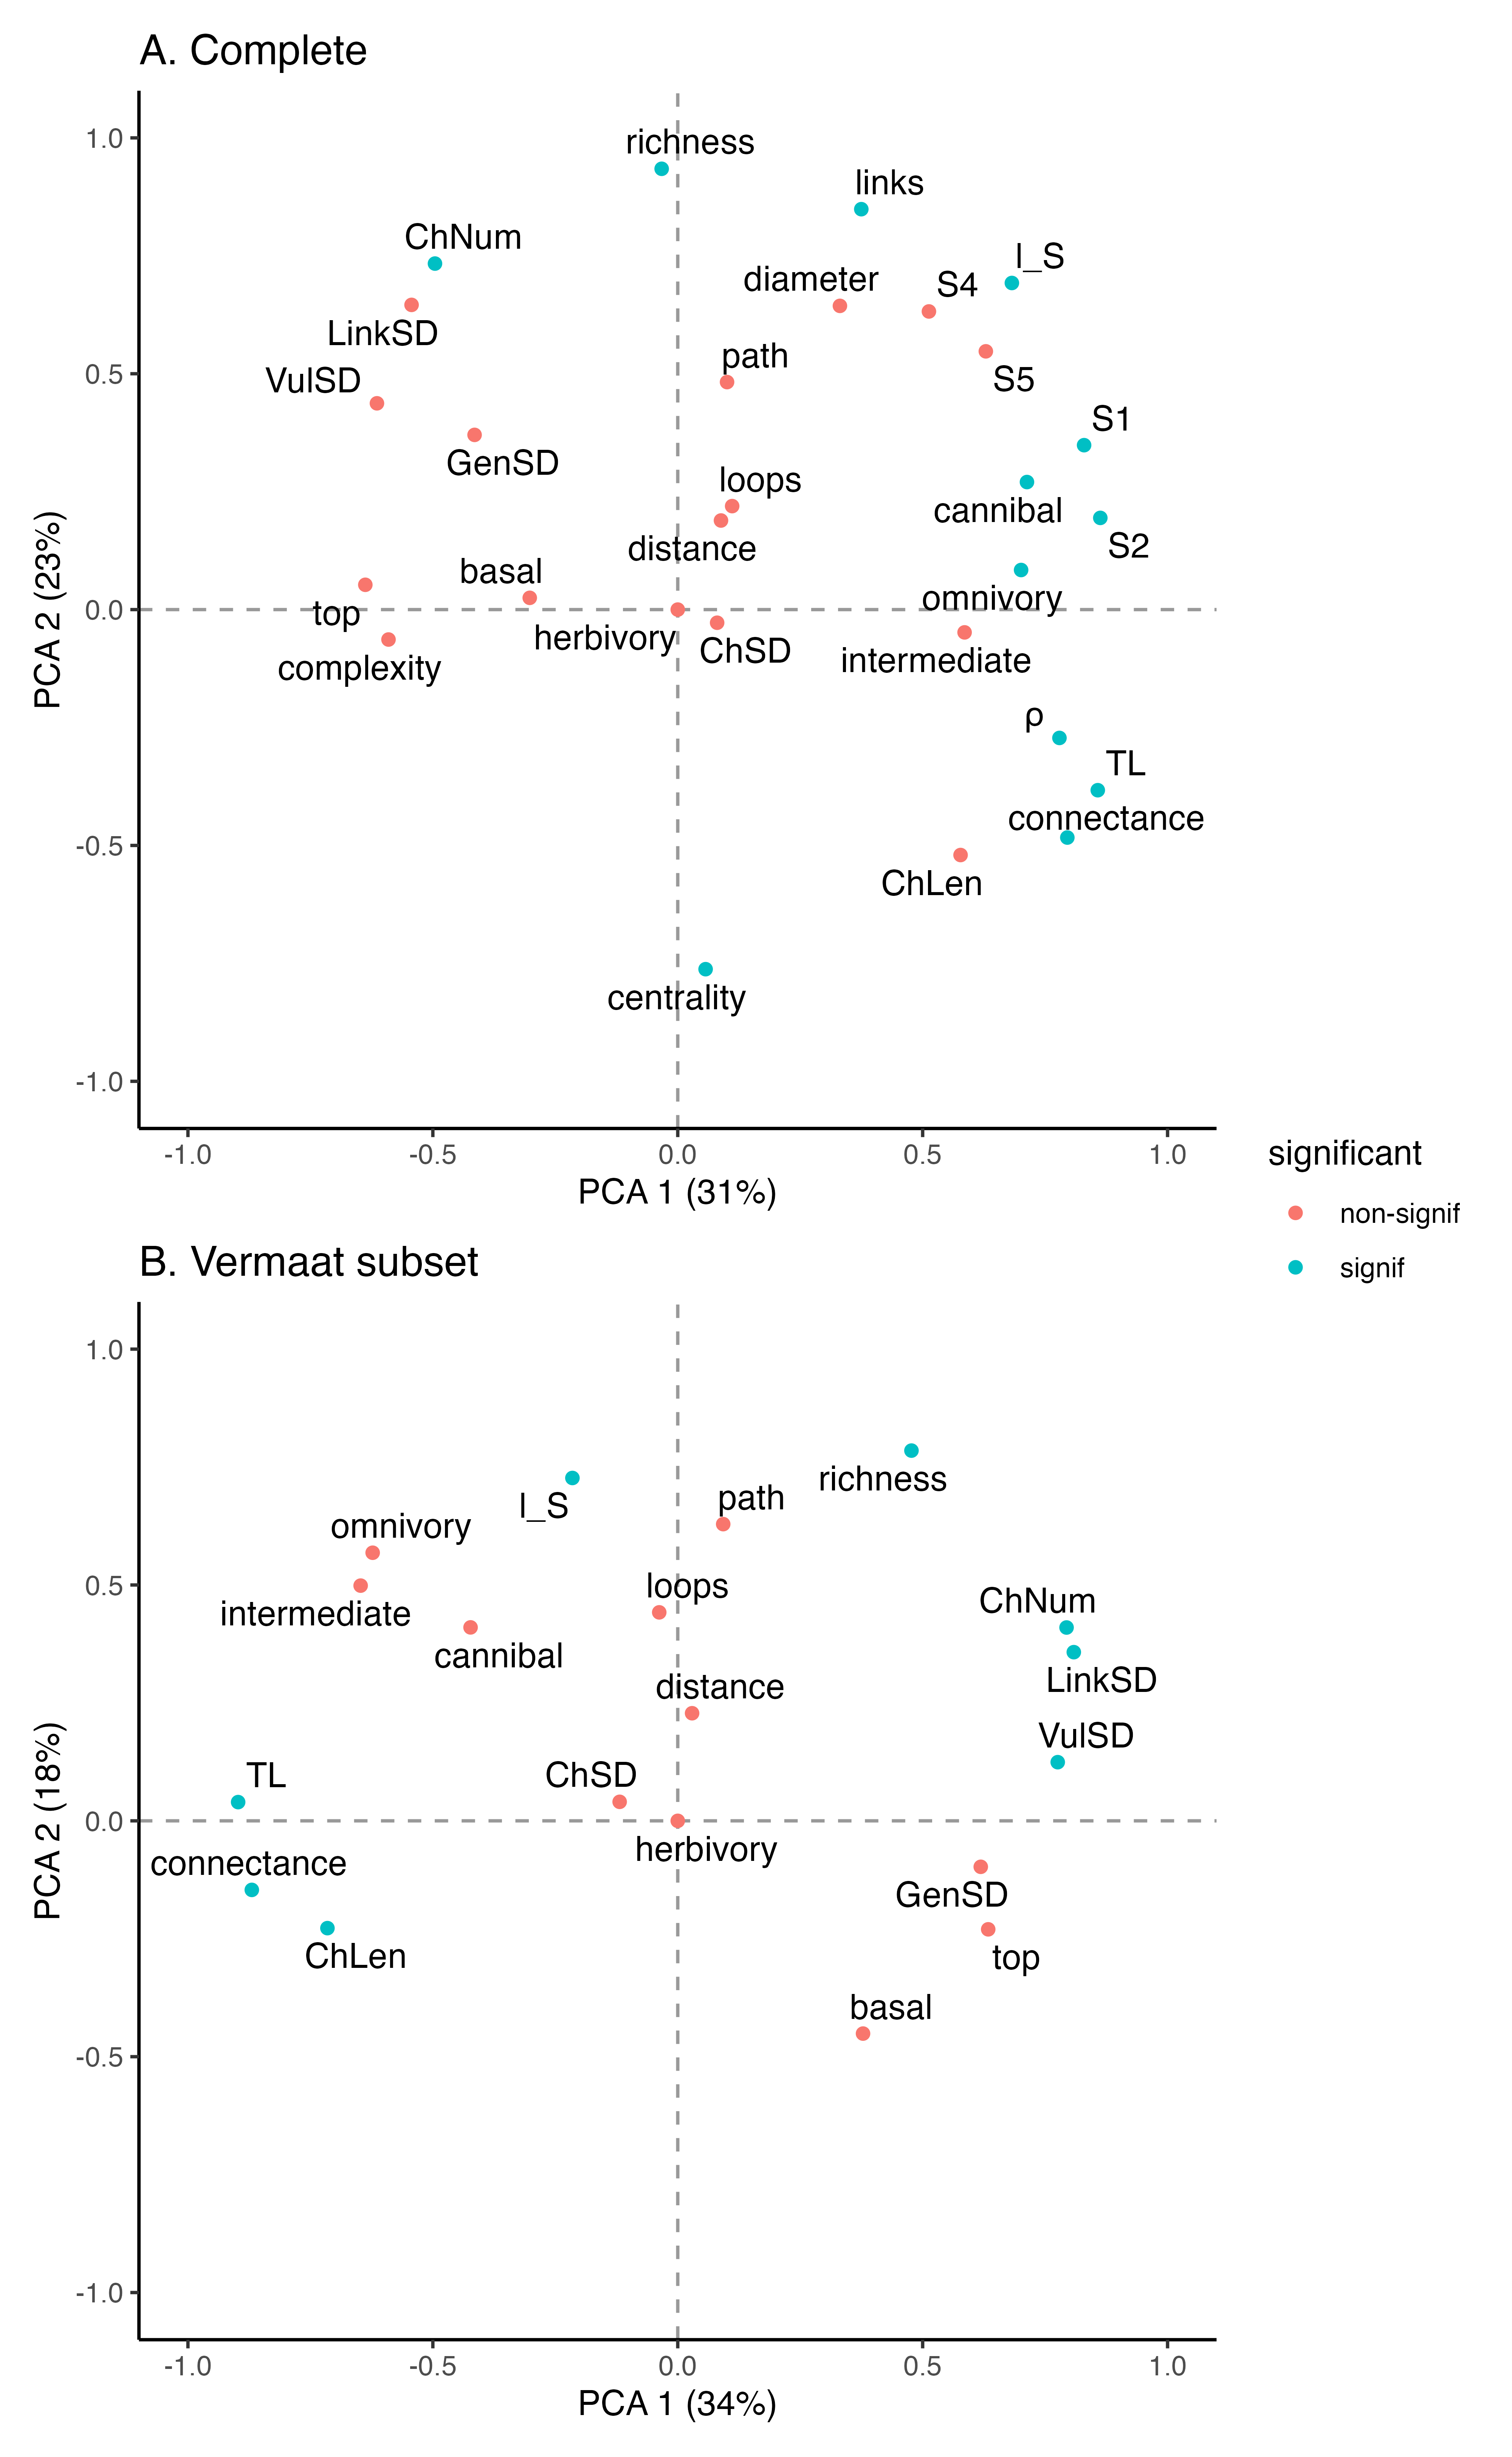 A. Complete
richness
links
ChNum
l_S
diameter
S4
LinkSD
path
VulSD
S5
S1
GenSD
loops
cannibal
distance
S2
basal
omnivory
top
herbivory
ChSD
complexity
intermediate
ρ
TL
connectance
ChLen
centrality
1.0
0.5
0.0
-0.5
-1.0
PCA 2 (23%)
-1.0 -0.5 0.0 0.5 1.0
PCA 1 (31%)
significant
non-signif
signif
B. Vermaat subset
richness
l_S
path
omnivory
loops
ChNum
intermediate
cannibal
distance
LinkSD
VulSD
TL
ChSD
herbivory
connectance
GenSD
ChLen
top
basal
1.0
0.5
0.0
-0.5
-1.0
PCA 2 (18%)
-1.0 -0.5 0.0 0.5 1.0
PCA 1 (34%)